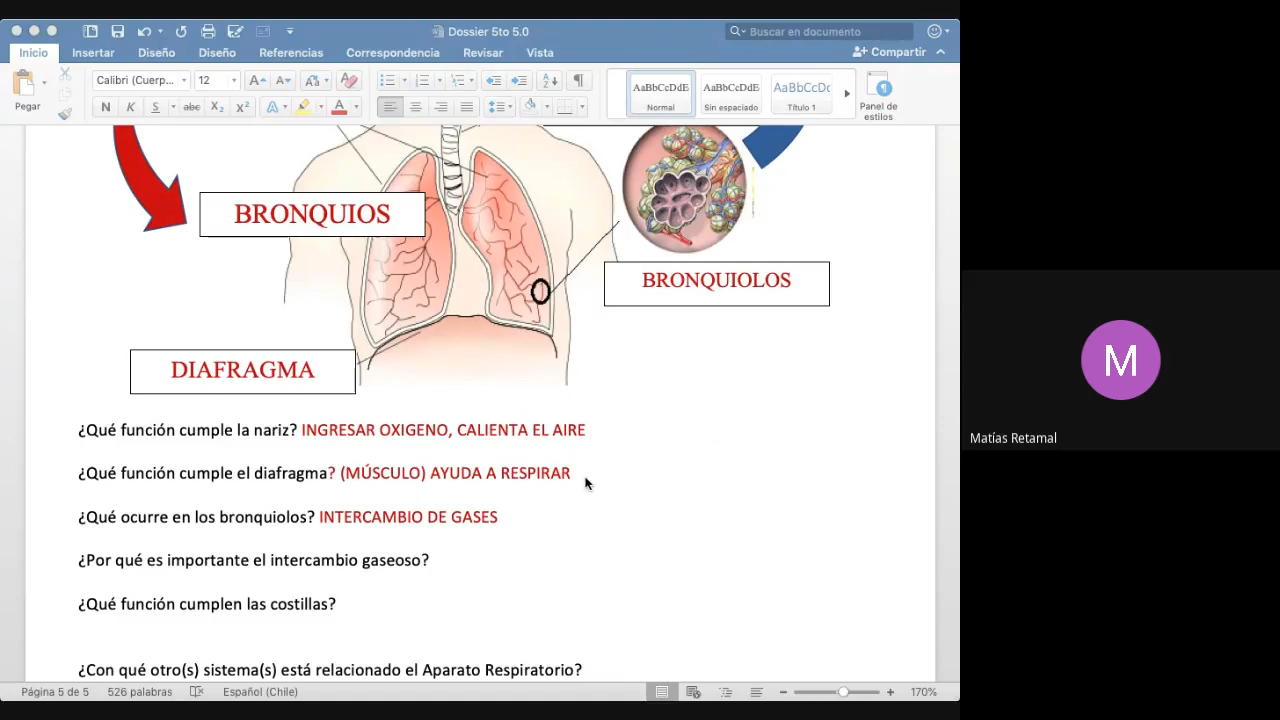 Dossier 5to 5.0
Buscar en documento
Inicio Insertar Diseño Diseño Referencias Correspondencia Revisar Vista
Compartir
Calibri (Cuerp... 12
Pegar
N K S abc X₂ X²
AaBbCcDdE AaBbCcDdE AaBbCcDc
Normal Sin espaciado Título 1
Panel de
estilos
BRONQUIOS
BRONQUIOLOS
DIAFRAGMA
¿Qué función cumple la nariz? INGRESAR OXIGENO, CALIENTA EL AIRE
¿Qué función cumple el diafragma? (MÚSCULO) AYUDA A RESPIRAR
¿Qué ocurre en los bronquiolos? INTERCAMBIO DE GASES
¿Por qué es importante el intercambio gaseoso?
¿Qué función cumplen las costillas?
¿Con qué otro(s) sistema(s) está relacionado el Aparato Respiratorio?
Página 5 de 5 526 palabras Español (Chile) 170%
M
Matías Retamal